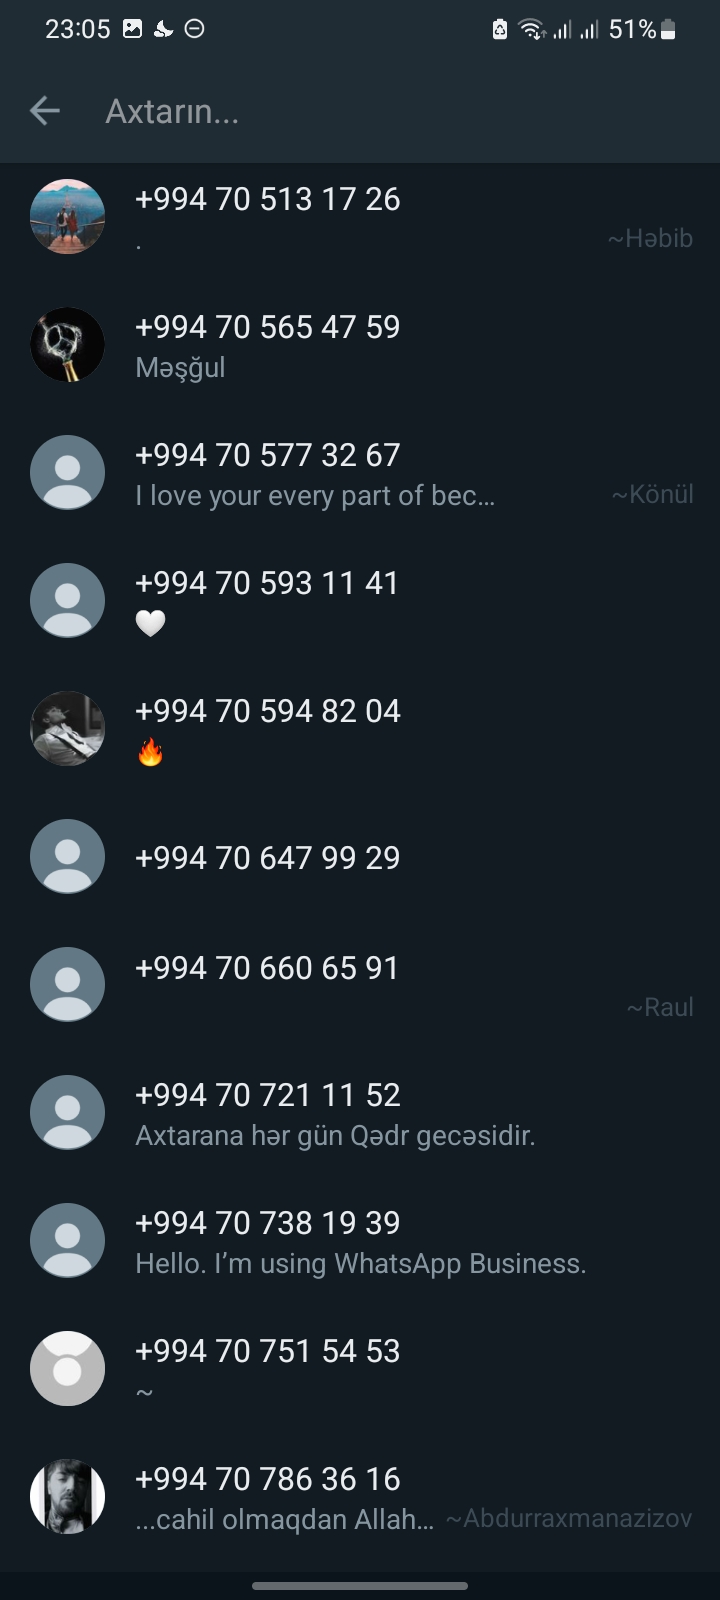 23:05
51%
Axtarın...
+994 70 513 17 26
.
~Həbib
+994 70 565 47 59
Məşğul
+994 70 577 32 67
I love your every part of bec...
~Könül
+994 70 593 11 41
🤍
+994 70 594 82 04
🔥
+994 70 647 99 29
+994 70 660 65 91
~Raul
+994 70 721 11 52
Axtarana hər gün Qədr gecəsidir.
+994 70 738 19 39
Hello. I’m using WhatsApp Business.
+994 70 751 54 53
~
+994 70 786 36 16
...cahil olmaqdan Allah... ~Abdurraxmanazizov